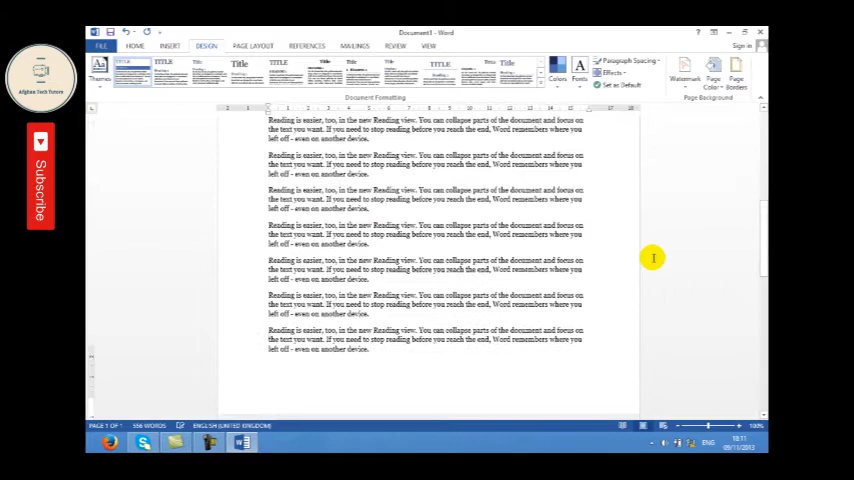 Document1 - Word
Sign in
FILE HOME INSERT DESIGN PAGE LAYOUT REFERENCES MAILINGS REVIEW VIEW
Themes
Colors Fonts
Paragraph Spacing
Effects
Set as Default
Watermark Page Color Page Borders
Document Formatting
Page Background
Afghan Tech Tutors
Subscribe
Reading is easier, too, in the new Reading view. You can collapse parts of the document and focus on
the text you want. If you need to stop reading before you reach the end, Word remembers where you
left off - even on another device.
Reading is easier, too, in the new Reading view. You can collapse parts of the document and focus on
the text you want. If you need to stop reading before you reach the end, Word remembers where you
left off - even on another device.
Reading is easier, too, in the new Reading view. You can collapse parts of the document and focus on
the text you want. If you need to stop reading before you reach the end, Word remembers where you
left off - even on another device.
Reading is easier, too, in the new Reading view. You can collapse parts of the document and focus on
the text you want. If you need to stop reading before you reach the end, Word remembers where you
left off - even on another device.
Reading is easier, too, in the new Reading view. You can collapse parts of the document and focus on
the text you want. If you need to stop reading before you reach the end, Word remembers where you
left off - even on another device.
Reading is easier, too, in the new Reading view. You can collapse parts of the document and focus on
the text you want. If you need to stop reading before you reach the end, Word remembers where you
left off - even on another device.
Reading is easier, too, in the new Reading view. You can collapse parts of the document and focus on
the text you want. If you need to stop reading before you reach the end, Word remembers where you
left off - even on another device.
PAGE 1 OF 1 556 WORDS ENGLISH (UNITED KINGDOM) 100%
ENG
18:11
09/11/2013